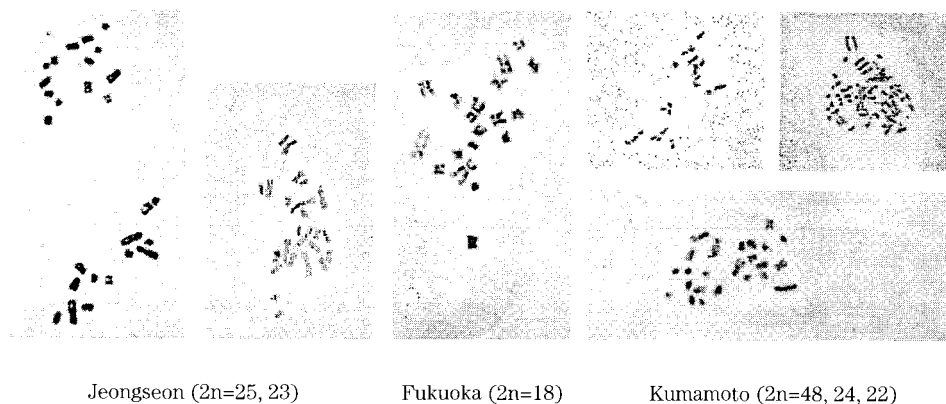 Jeongseon (2n=25, 23)
Fukuoka (2n=18)
Kumamoto (2n=48, 24, 22)